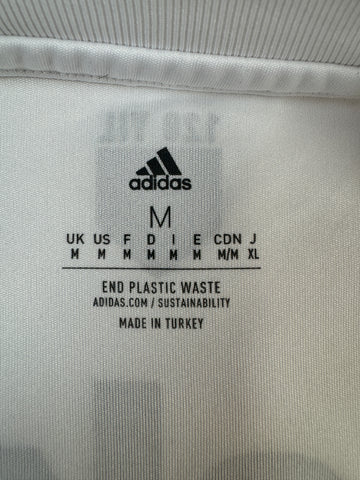 adidas
M
UK US F D I E CDN J
M M M M M M M/M XL
END PLASTIC WASTE
ADIDAS.COM / SUSTAINABILITY
MADE IN TURKEY